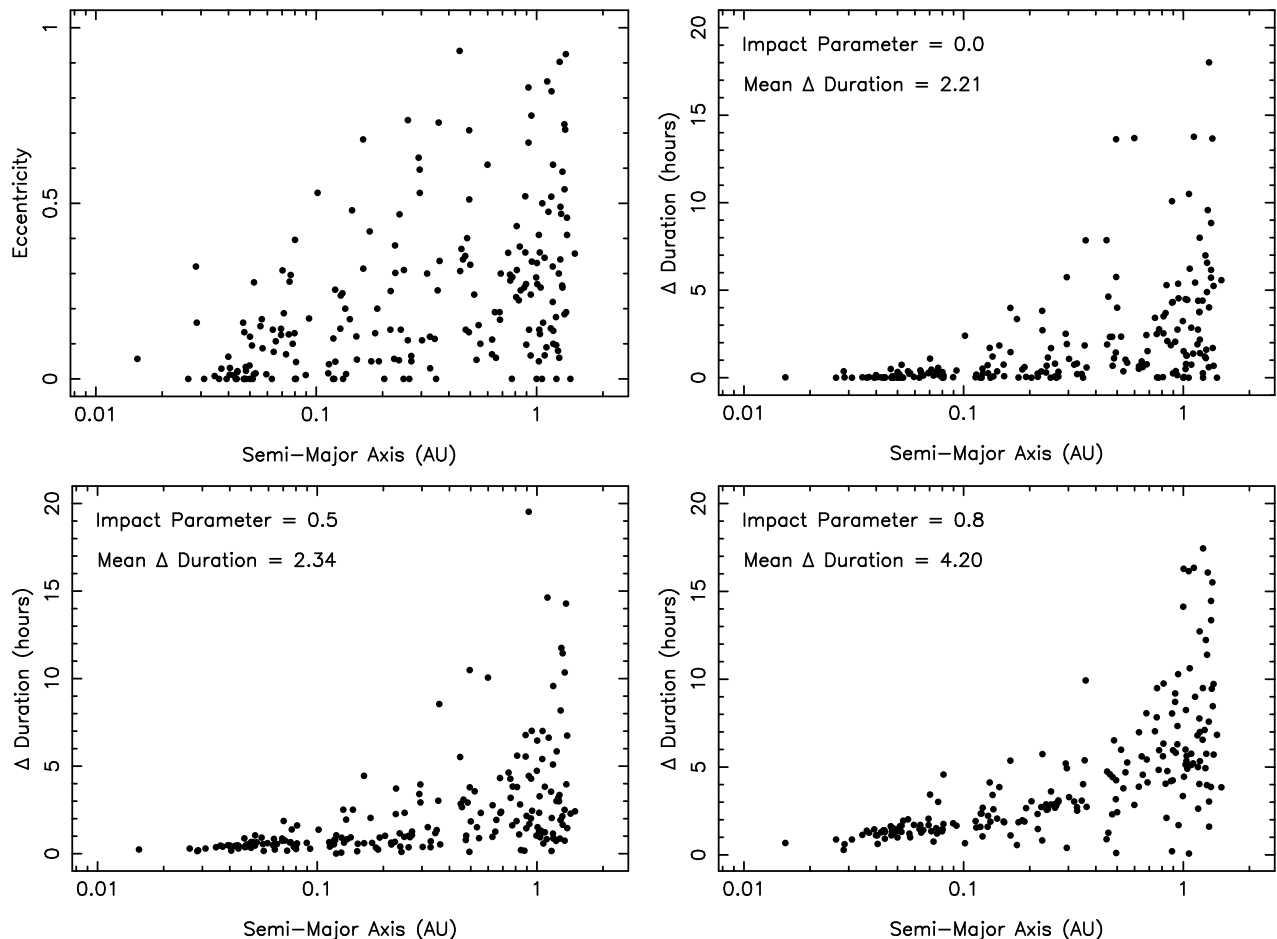 1
0.5
0
Eccentricity
0.01 0.1 1
Semi-Major Axis (AU)
Impact Parameter = 0.0
Mean Δ Duration = 2.21
20
15
10
5
0
Δ Duration (hours)
0.01 0.1 1
Semi-Major Axis (AU)
Impact Parameter = 0.5
Mean Δ Duration = 2.34
20
15
10
5
0
Δ Duration (hours)
0.01 0.1 1
Semi-Major Axis (AU)
Impact Parameter = 0.8
Mean Δ Duration = 4.20
20
15
10
5
0
Δ Duration (hours)
0.01 0.1 1
Semi-Major Axis (AU)